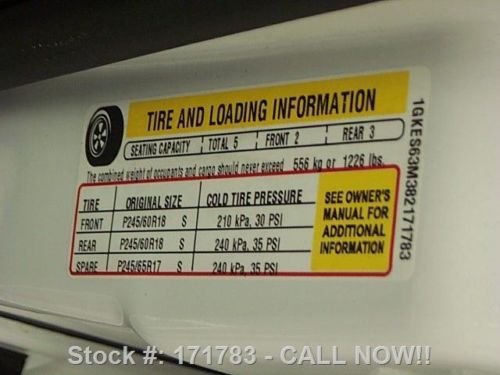 TIRE AND LOADING INFORMATION
SEATING CAPACITY TOTAL 5 FRONT 2 REAR 3
The combined weight of occupants and cargo should never exceed 556 kg or 1226 lbs.
TIRE ORIGINAL SIZE COLD TIRE PRESSURE
FRONT P245/60R18 S 210 kPa, 30 PSI
REAR P245/60R18 S 240 kPa, 35 PSI
SPARE P245/65R17 S 240 kPa, 35 PSI
SEE OWNER'S
MANUAL FOR
ADDITIONAL
INFORMATION
1GKES63M382171783
Stock #: 171783 - CALL NOW!!